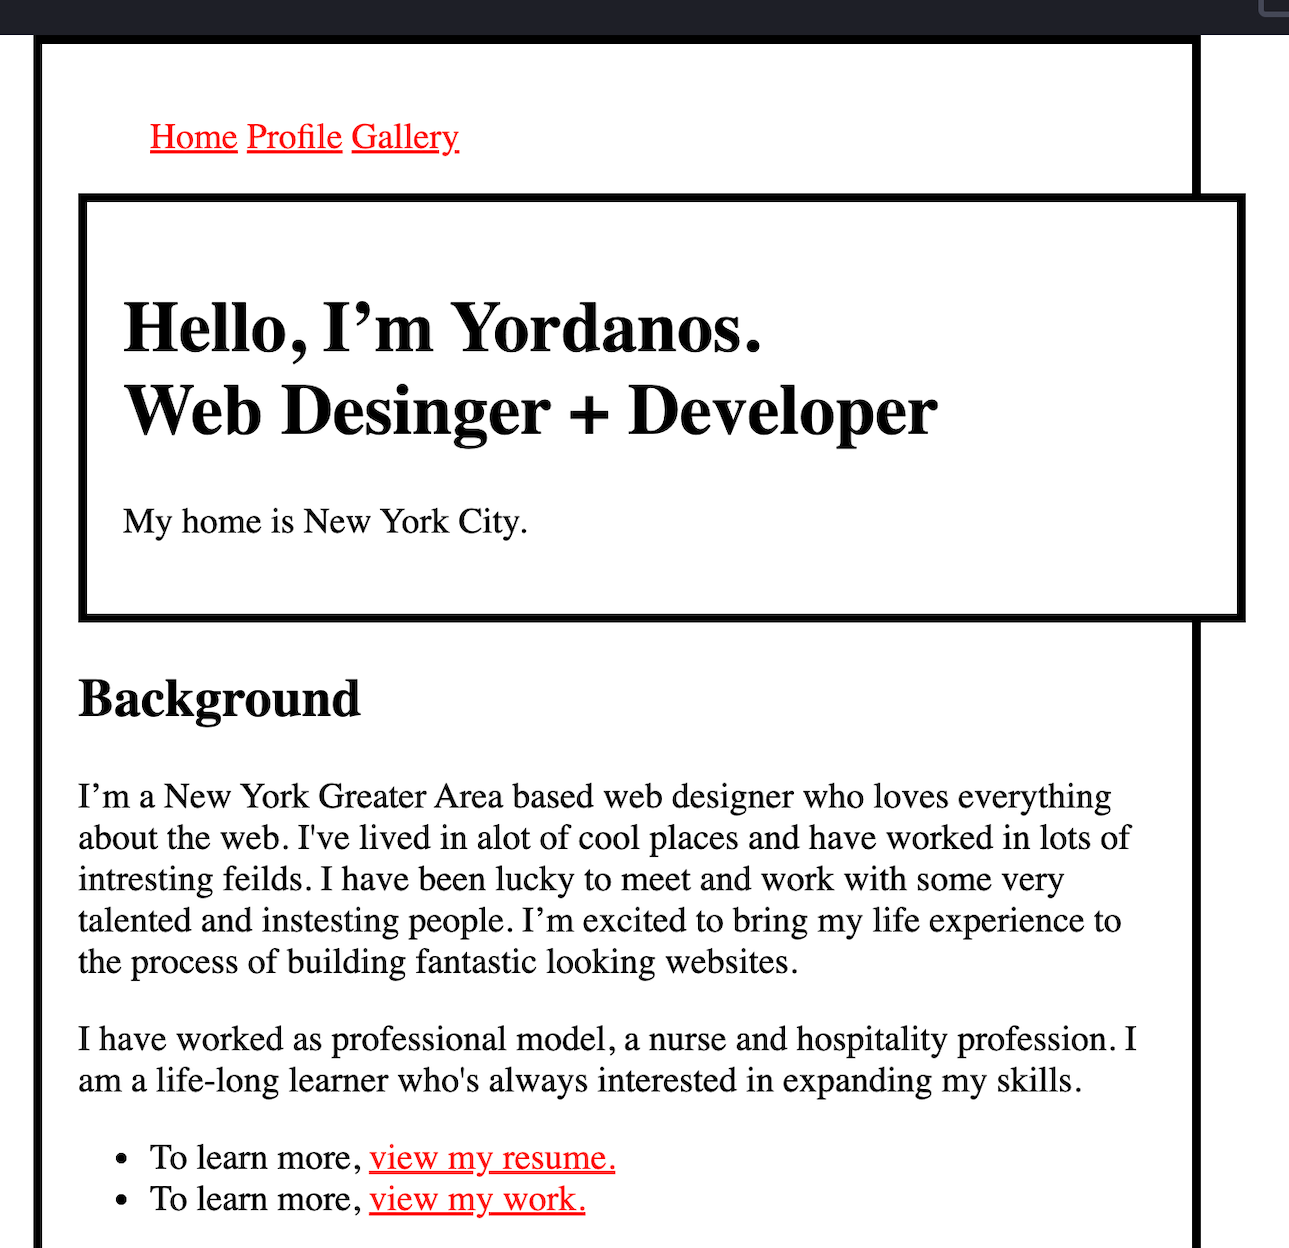 Home Profile Gallery
Hello, I’m Yordanos.
Web Desinger + Developer
My home is New York City.
Background
I’m a New York Greater Area based web designer who loves everything
about the web. I've lived in alot of cool places and have worked in lots of
intresting feilds. I have been lucky to meet and work with some very
talented and instesting people. I’m excited to bring my life experience to
the process of building fantastic looking websites.
I have worked as professional model, a nurse and hospitality profession. I
am a life-long learner who's always interested in expanding my skills.
• To learn more, view my resume.
• To learn more, view my work.